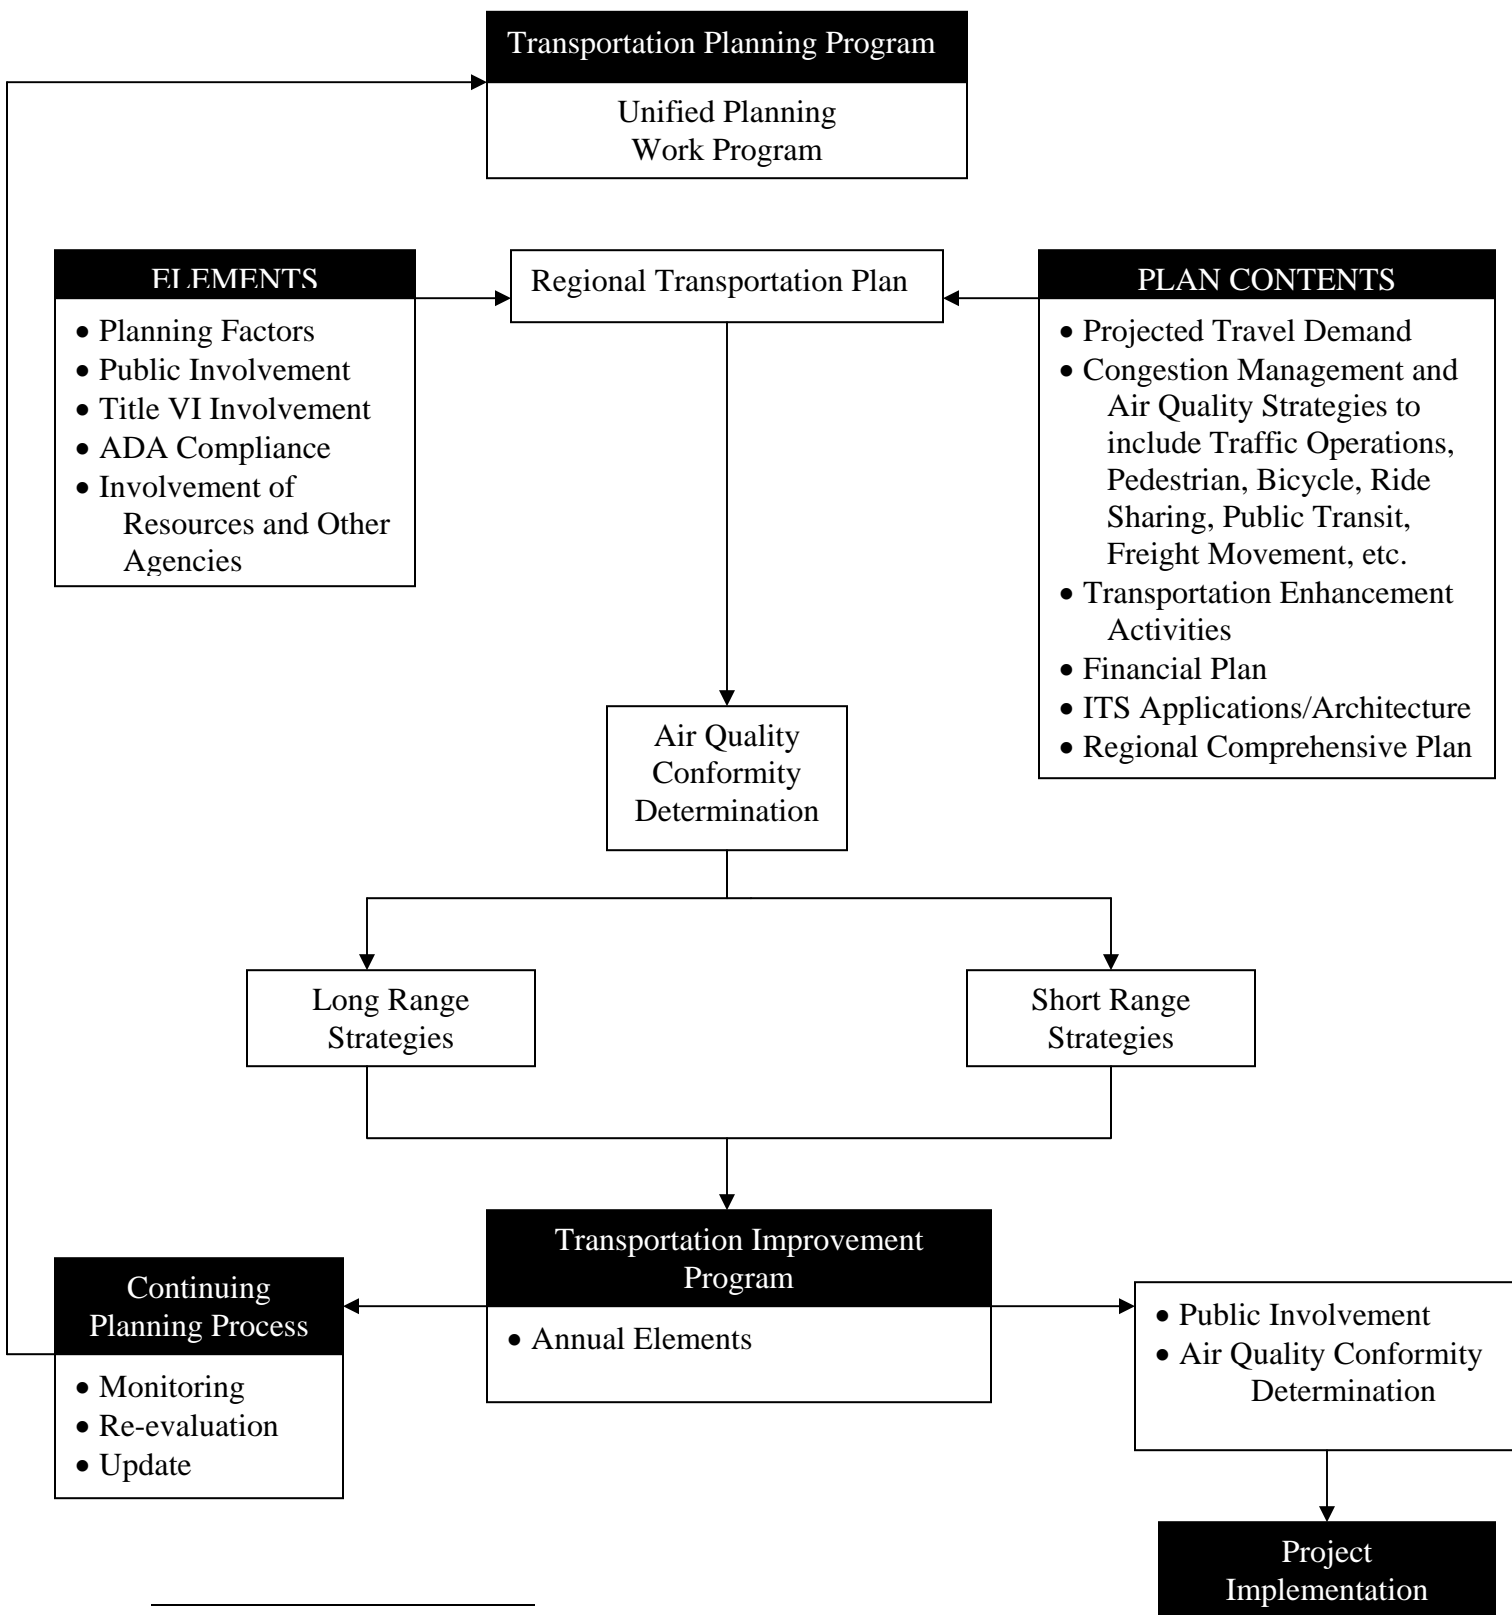 Transportation Planning Program
Unified Planning
Work Program
ELEMENTS
• Planning Factors
• Public Involvement
• Title VI Involvement
• ADA Compliance
• Involvement of
Resources and Other
Agencies
Regional Transportation Plan
PLAN CONTENTS
• Projected Travel Demand
• Congestion Management and
Air Quality Strategies to
include Traffic Operations,
Pedestrian, Bicycle, Ride
Sharing, Public Transit,
Freight Movement, etc.
• Transportation Enhancement
Activities
• Financial Plan
• ITS Applications/Architecture
• Regional Comprehensive Plan
Air Quality
Conformity
Determination
Long Range
Strategies
Short Range
Strategies
Transportation Improvement
Program
• Annual Elements
Continuing
Planning Process
• Monitoring
• Re-evaluation
• Update
• Public Involvement
• Air Quality Conformity
Determination
Project
Implementation